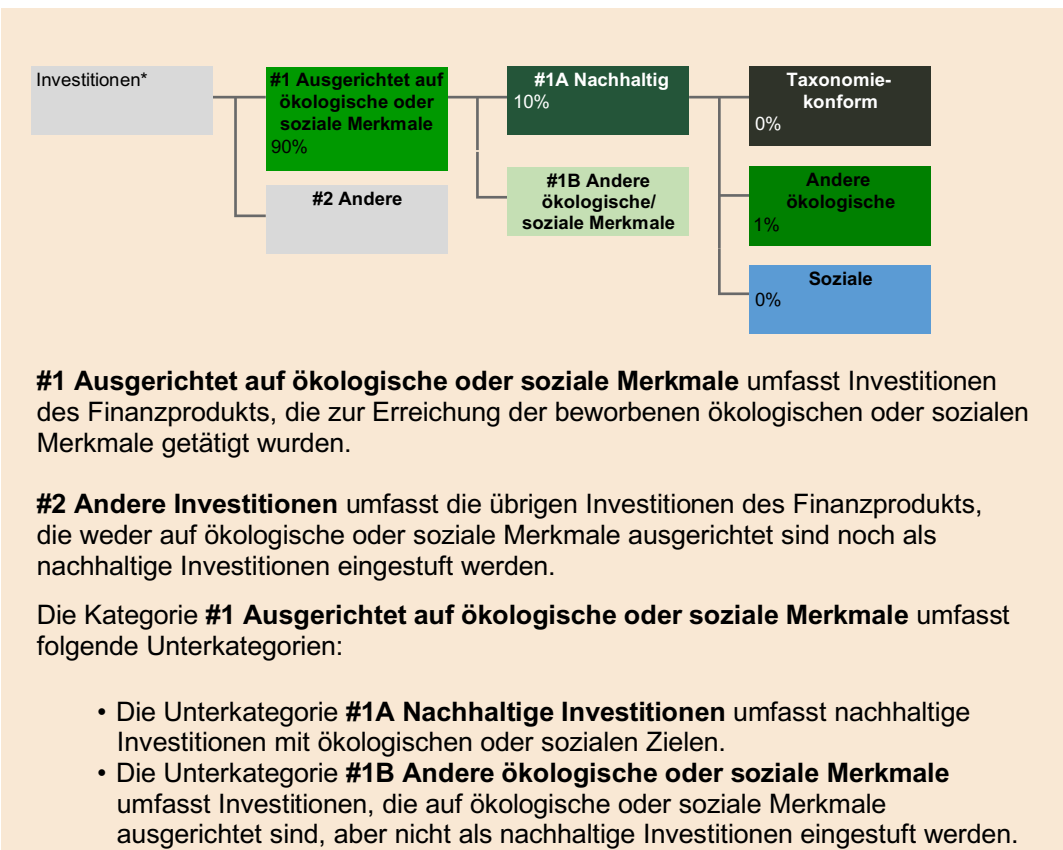 Investitionen*
#1 Ausgerichtet auf
ökologische oder
soziale Merkmale
90%
#2 Andere
#1A Nachhaltig
10%
#1B Andere
ökologische/
soziale Merkmale
Taxonomie-
konform
0%
Andere
ökologische
1%
Soziale
0%
#1 Ausgerichtet auf ökologische oder soziale Merkmale umfasst Investitionen
des Finanzprodukts, die zur Erreichung der beworbenen ökologischen oder sozialen
Merkmale getätigt wurden.
#2 Andere Investitionen umfasst die übrigen Investitionen des Finanzprodukts,
die weder auf ökologische oder soziale Merkmale ausgerichtet sind noch als
nachhaltige Investitionen eingestuft werden.
Die Kategorie #1 Ausgerichtet auf ökologische oder soziale Merkmale umfasst
folgende Unterkategorien:
• Die Unterkategorie #1A Nachhaltige Investitionen umfasst nachhaltige
Investitionen mit ökologischen oder sozialen Zielen.
• Die Unterkategorie #1B Andere ökologische oder soziale Merkmale
umfasst Investitionen, die auf ökologische oder soziale Merkmale
ausgerichtet sind, aber nicht als nachhaltige Investitionen eingestuft werden.